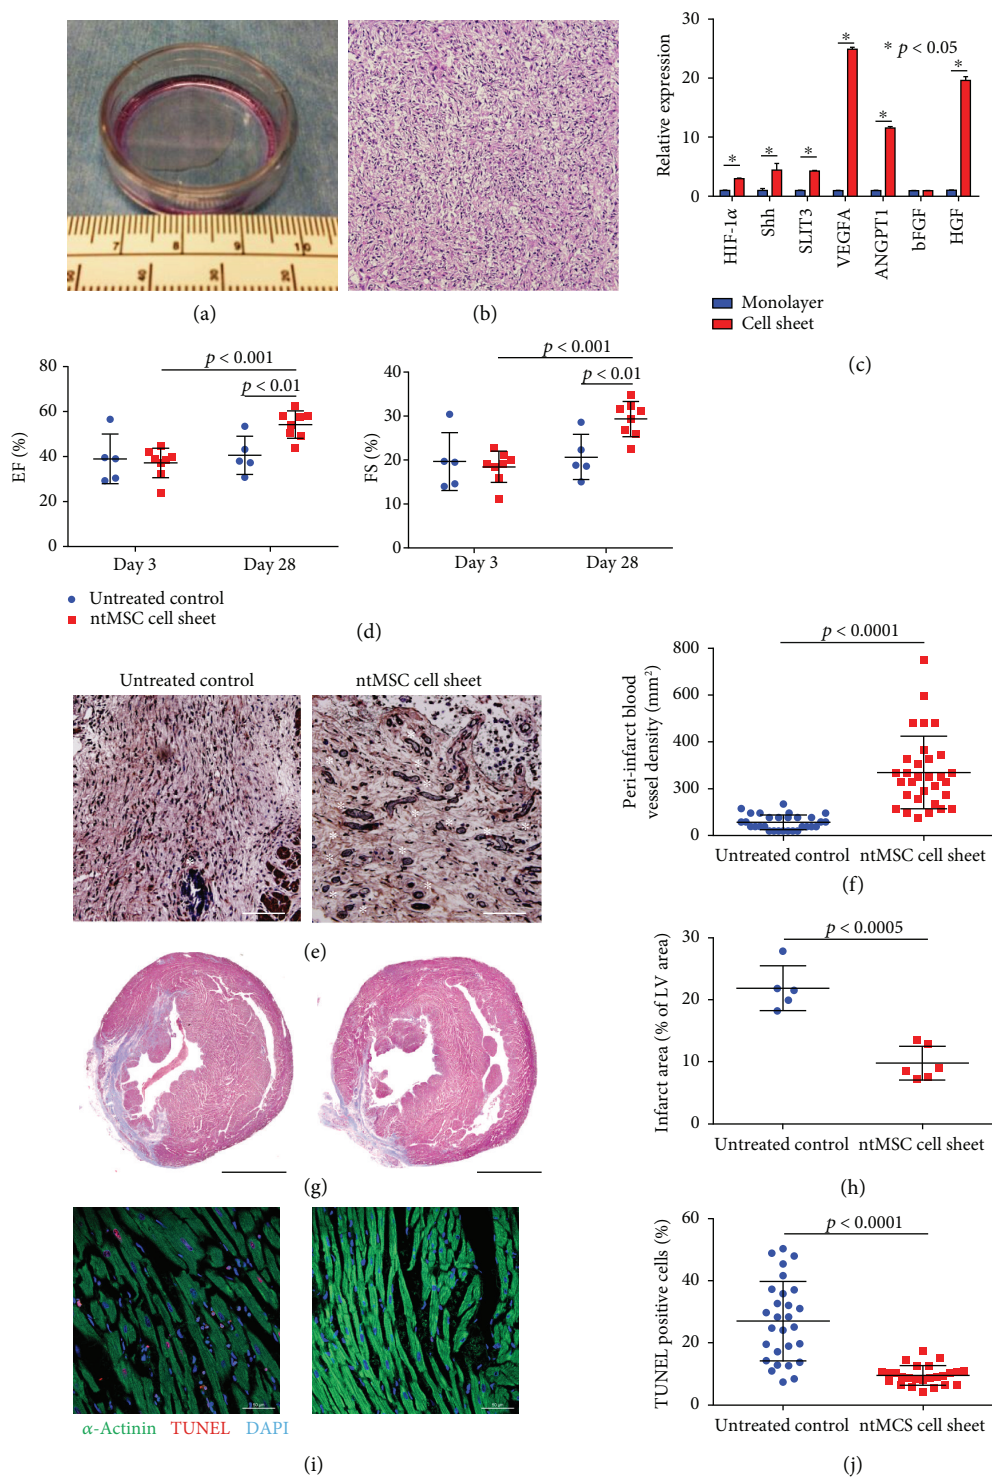 7 8 9 10
(a)
(b)
Relative expression
30
20
10
0
* p < 0.05
* * * * * *
HIF-1α
Shh
SLIT3
VEGFA
ANGPT1
bFGF
HGF
Monolayer
Cell sheet
(c)
EF (%)
80
60
40
20
0
p < 0.001
p < 0.01
Day 3 Day 28
FS (%)
40
30
20
10
0
p < 0.001
p < 0.01
Day 3 Day 28
Untreated control
ntMSC cell sheet
(d)
Untreated control ntMSC cell sheet
(e)
Peri-infarct blood
vessel density (mm²)
800
600
400
300
0
p < 0.0001
Untreated control ntMSC cell sheet
(f)
(g)
Infarct area (% of LV area)
30
20
10
0
p < 0.0005
Untreated control ntMSC cell sheet
(h)
α-Actinin TUNEL DAPI
(i)
TUNEL positive cells (%)
60
40
20
0
p < 0.0001
Untreated control ntMCS cell sheet
(j)